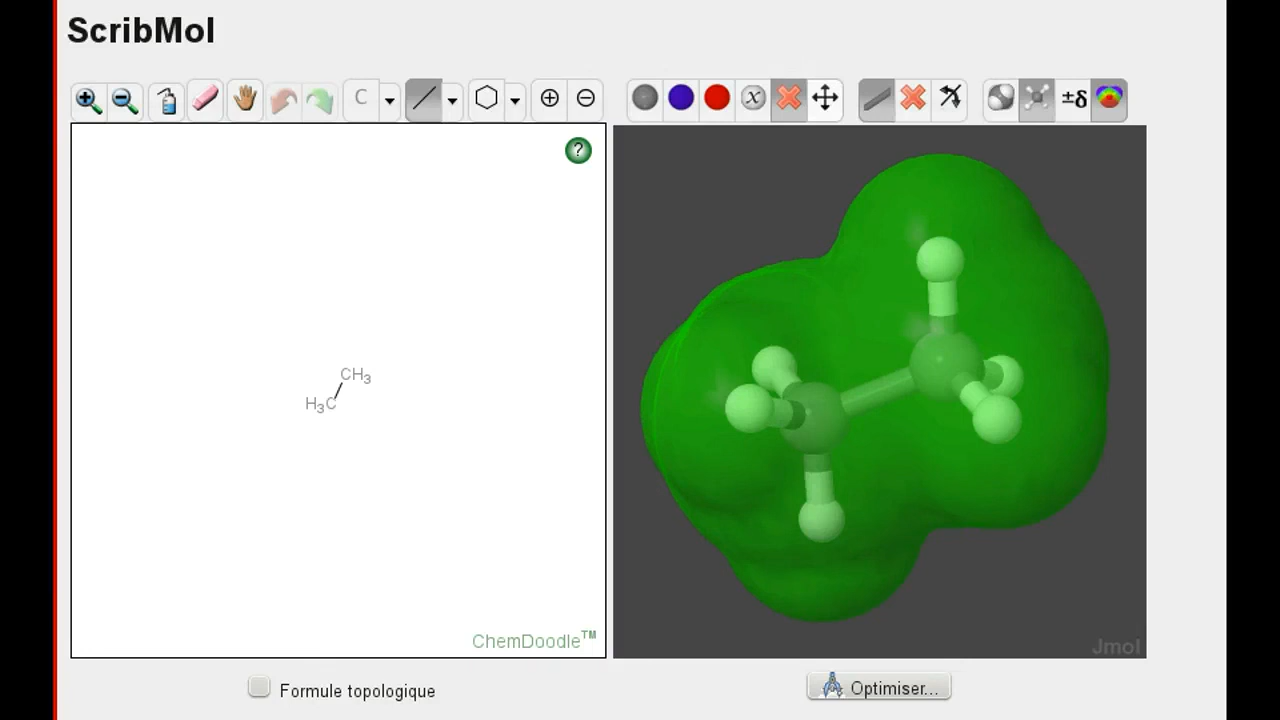 ScribMol
C
x
±δ
?
CH₃
H₃C
ChemDoodle™
Jmol
Formule topologique
Optimiser...